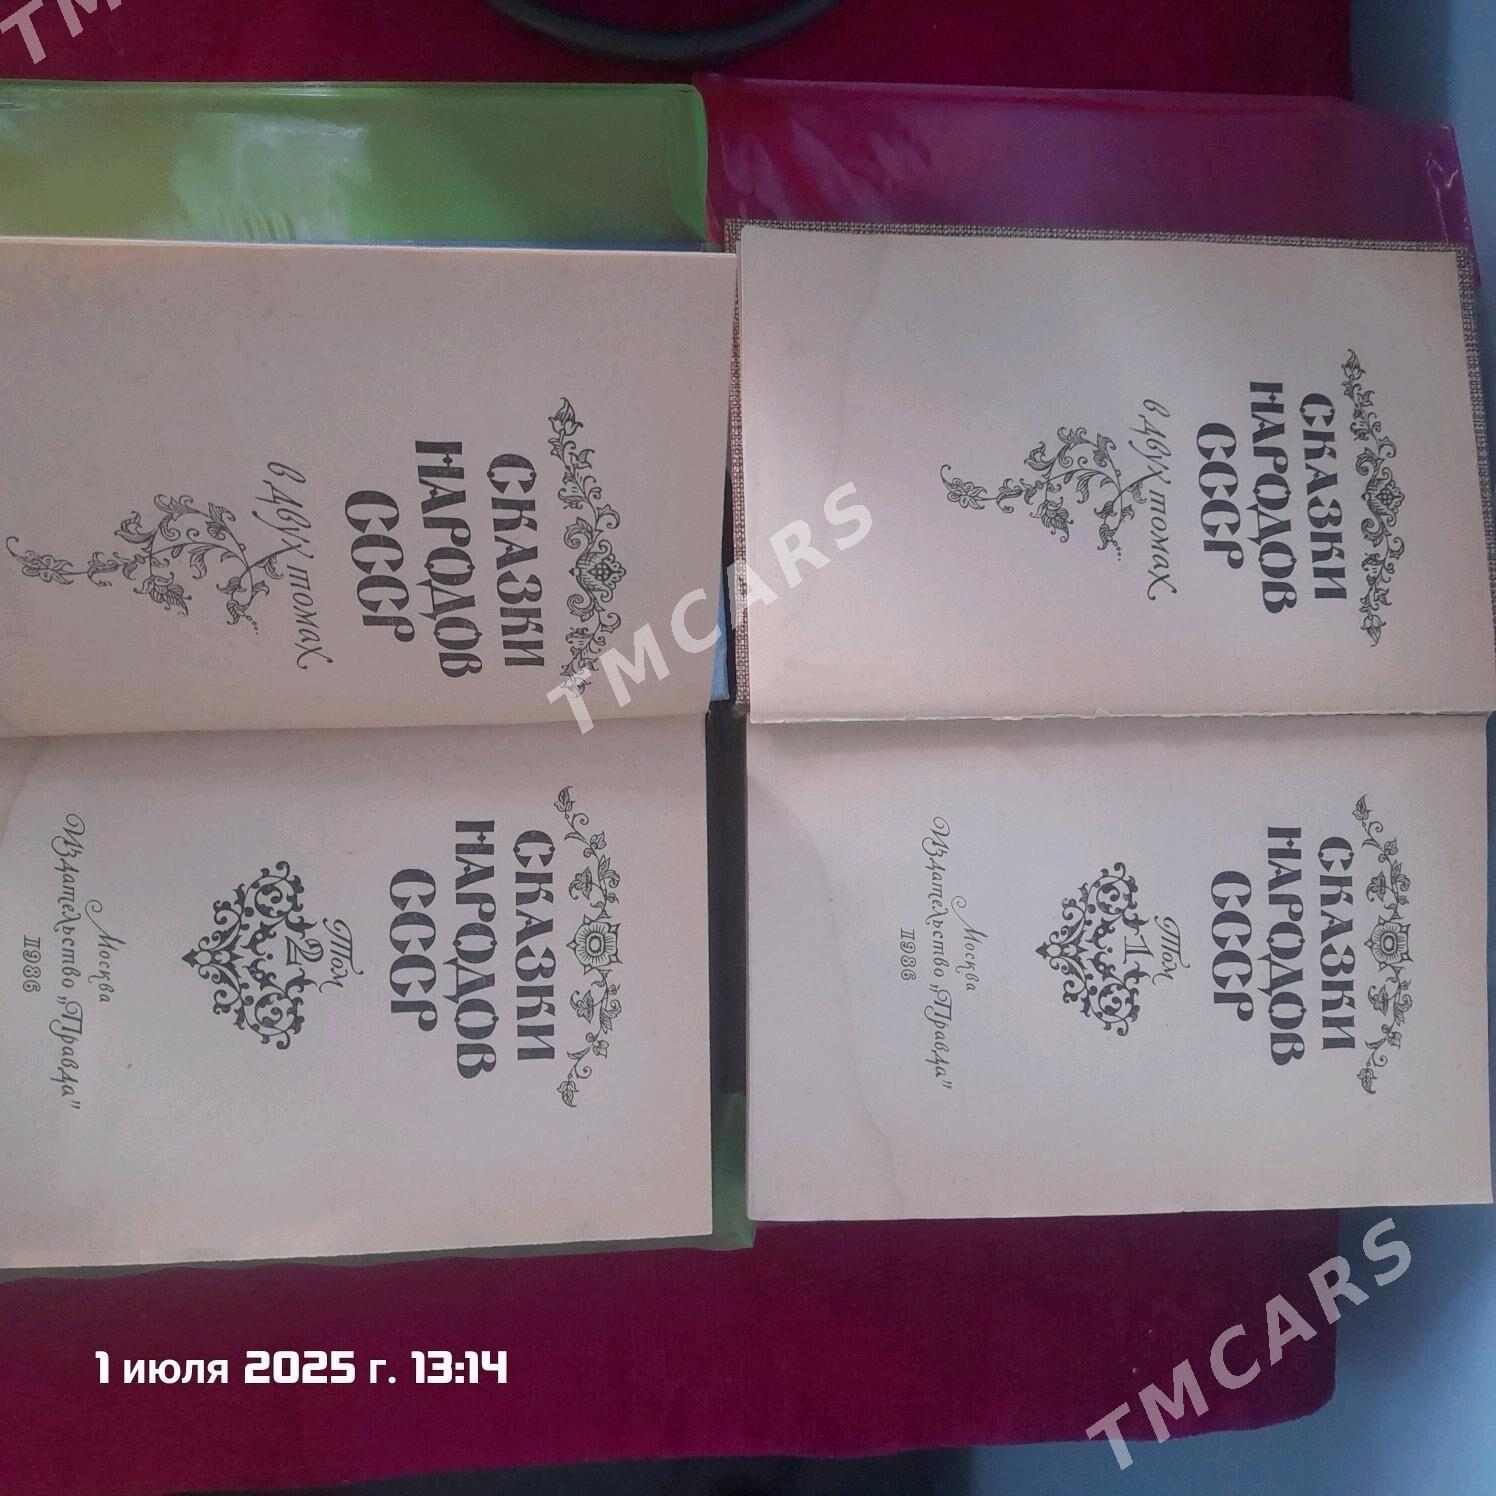 СКАЗКИ
НАРОДОВ
СССР
в двух томах
СКАЗКИ
НАРОДОВ
СССР
Том
1
Москва
Издательство „Правда"
1986
СКАЗКИ
НАРОДОВ
СССР
в двух томах
СКАЗКИ
НАРОДОВ
СССР
Том
2
Москва
Издательство „Правда"
1986
1 июля 2025 г. 13:14
TMCARS
TMCARS
TMCARS